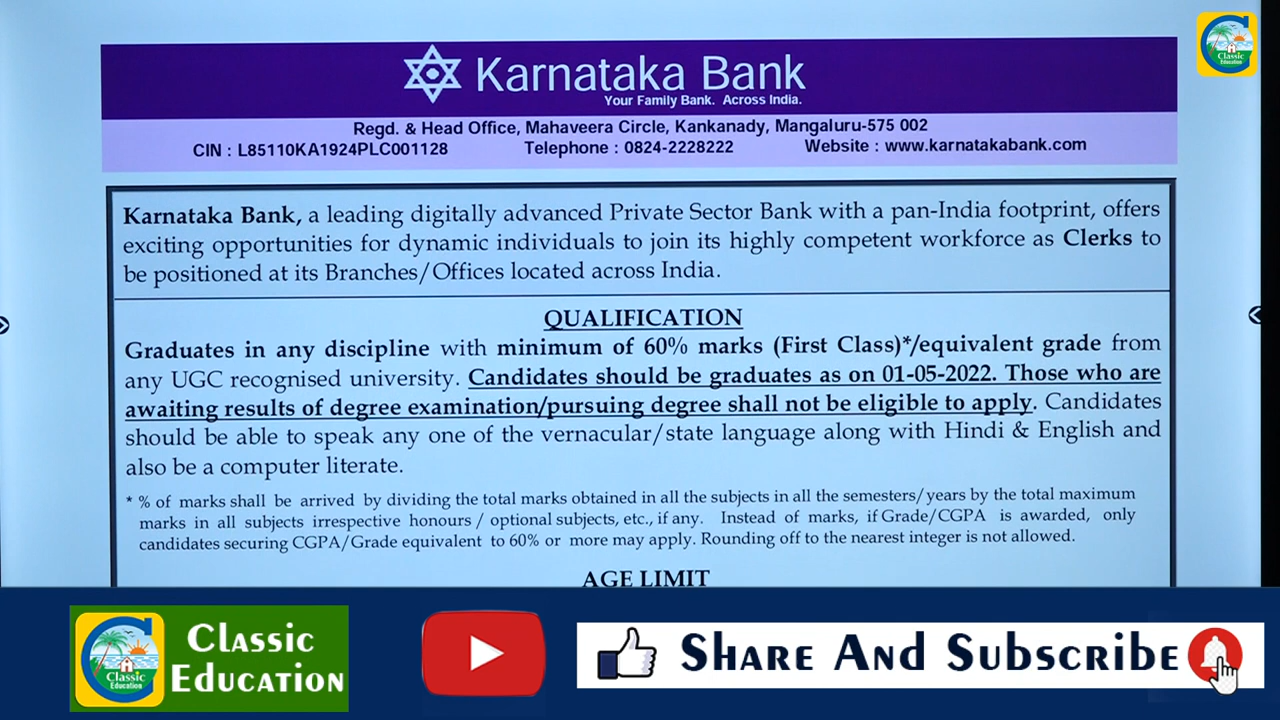 Classic
Education
Karnataka Bank
Your Family Bank. Across India.
Regd. & Head Office, Mahaveera Circle, Kankanady, Mangaluru-575 002
CIN : L85110KA1924PLC001128 Telephone : 0824-2228222 Website : www.karnatakabank.com
Karnataka Bank, a leading digitally advanced Private Sector Bank with a pan-India footprint, offers
exciting opportunities for dynamic individuals to join its highly competent workforce as Clerks to
be positioned at its Branches/Offices located across India.
QUALIFICATION
Graduates in any discipline with minimum of 60% marks (First Class)*/equivalent grade from
any UGC recognised university. Candidates should be graduates as on 01-05-2022. Those who are
awaiting results of degree examination/pursuing degree shall not be eligible to apply. Candidates
should be able to speak any one of the vernacular/state language along with Hindi & English and
also be a computer literate.
* % of marks shall be arrived by dividing the total marks obtained in all the subjects in all the semesters/years by the total maximum
marks in all subjects irrespective honours / optional subjects, etc., if any. Instead of marks, if Grade/CGPA is awarded, only
candidates securing CGPA/Grade equivalent to 60% or more may apply. Rounding off to the nearest integer is not allowed.
AGE LIMIT
Classic
Education
Classic
Education
Share And Subscribe